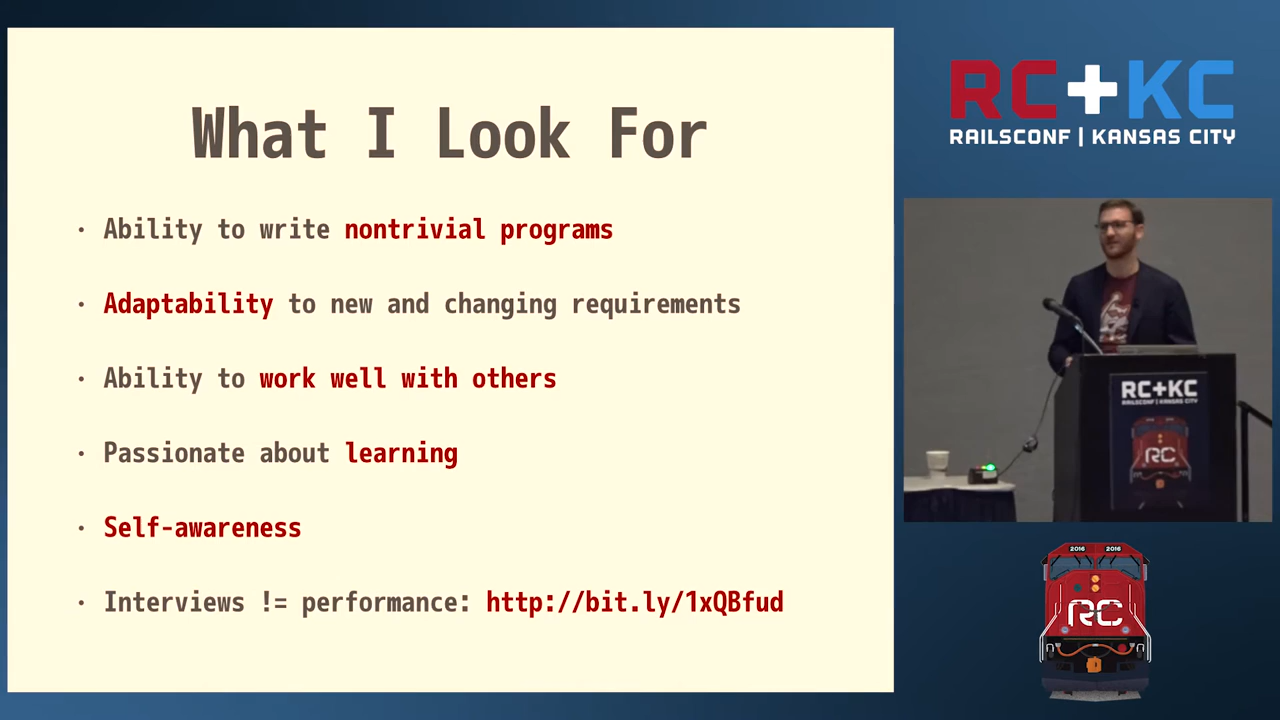 What I Look For
· Ability to write nontrivial programs
· Adaptability to new and changing requirements
· Ability to work well with others
· Passionate about learning
· Self-awareness
· Interviews != performance: http://bit.ly/1xQBfud
RC+KC
RAILSCONF | KANSAS CITY
RC+KC
RAILSCONF | KANSAS CITY
RC
2016 2016
RC